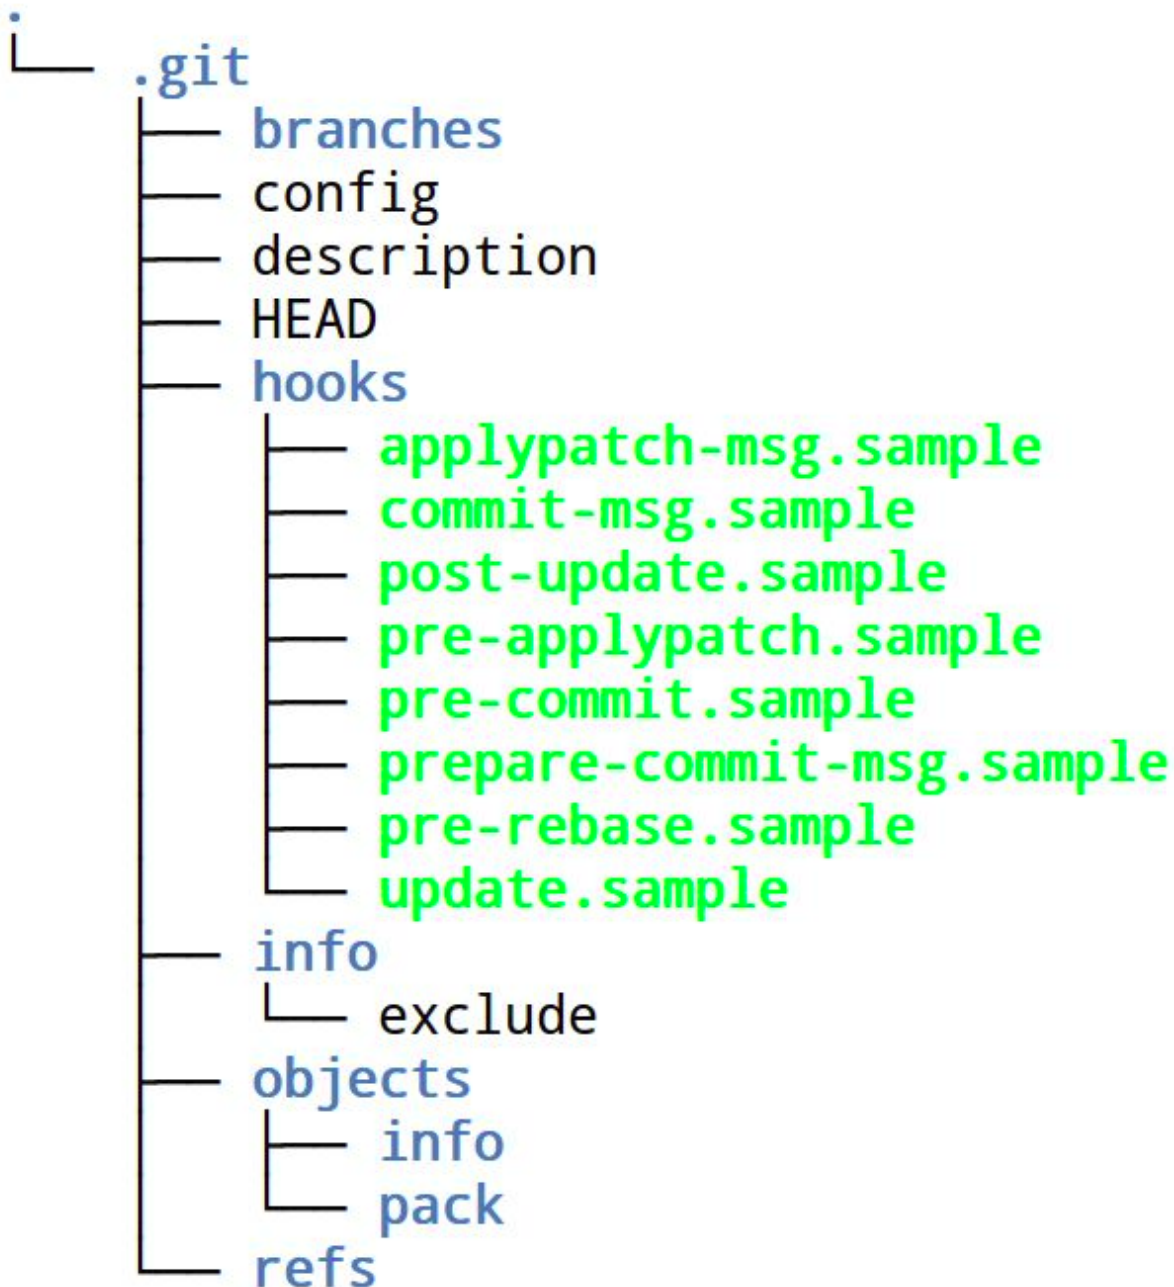 .
└── .git
    ├── branches
    ├── config
    ├── description
    ├── HEAD
    ├── hooks
    │   ├── applypatch-msg.sample
    │   ├── commit-msg.sample
    │   ├── post-update.sample
    │   ├── pre-applypatch.sample
    │   ├── pre-commit.sample
    │   ├── prepare-commit-msg.sample
    │   ├── pre-rebase.sample
    │   └── update.sample
    ├── info
    │   └── exclude
    ├── objects
    │   ├── info
    │   └── pack
    └── refs